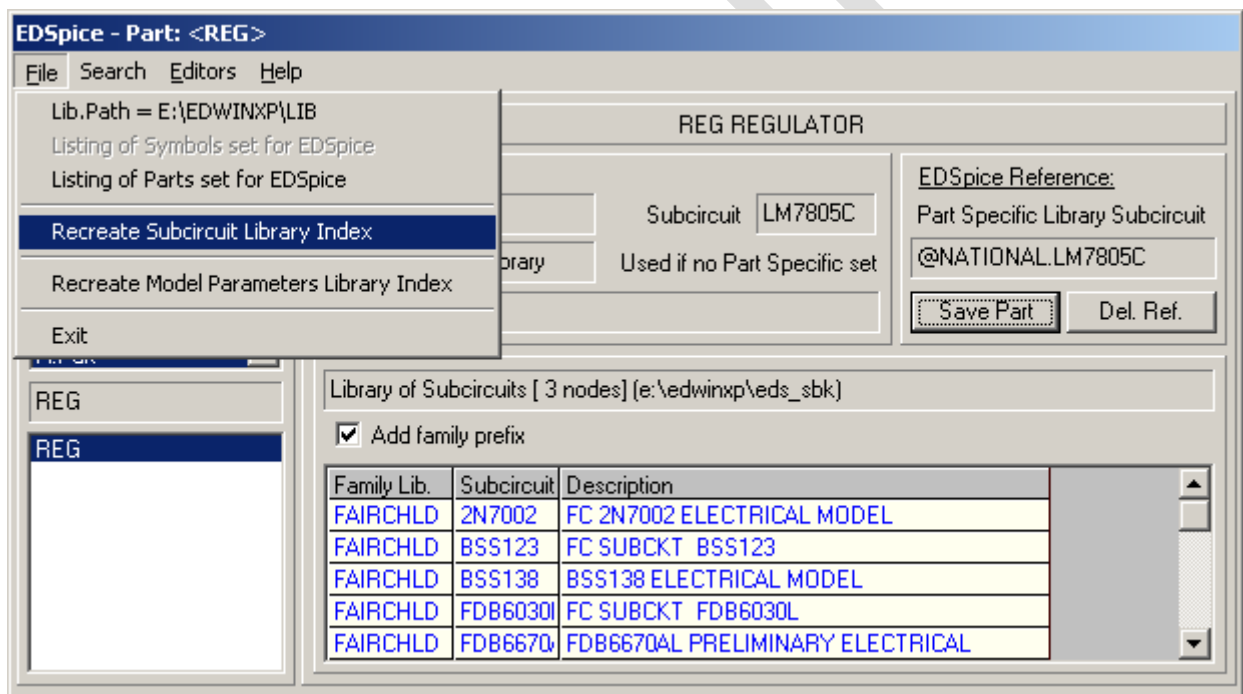 EDSpice - Part: <REG>
File Search Editors Help
Lib.Path = E:\EDWINXP\LIB
Listing of Symbols set for EDSpice
Listing of Parts set for EDSpice
Recreate Subcircuit Library Index
Recreate Model Parameters Library Index
Exit
REG REGULATOR
Subcircuit LM7805C
Used if no Part Specific set
EDSpice Reference:
Part Specific Library Subcircuit
@NATIONAL.LM7805C
Save Part Del. Ref.
REG
REG
Library of Subcircuits [ 3 nodes] (e:\edwinxp\eds_sbk)
Add family prefix
Family Lib. Subcircuit Description
FAIRCHLD 2N7002 FC 2N7002 ELECTRICAL MODEL
FAIRCHLD BSS123 FC SUBCKT BSS123
FAIRCHLD BSS138 BSS138 ELECTRICAL MODEL
FAIRCHLD FDB6030l FC SUBCKT FDB6030L
FAIRCHLD FDB6670 FDB6670AL PRELIMINARY ELECTRICAL